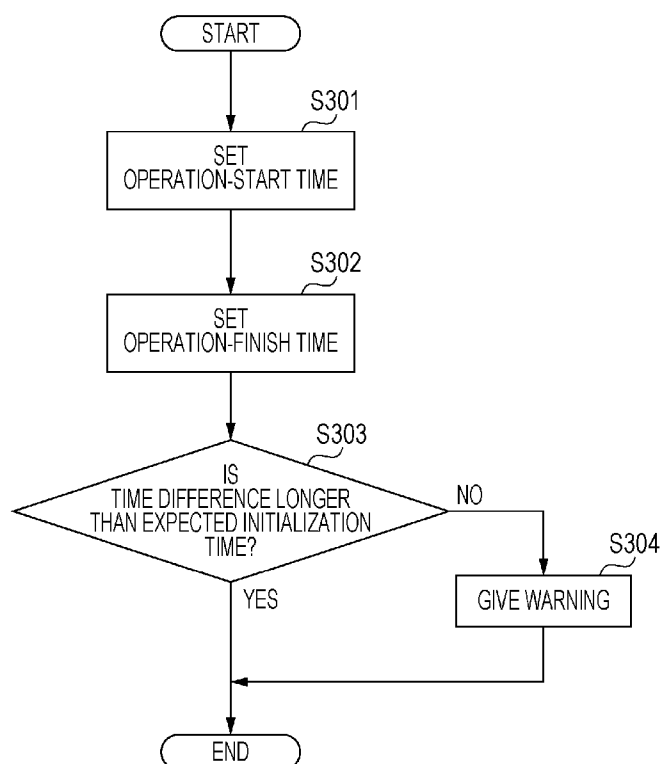 START
S301
SET
OPERATION-START TIME
S302
SET
OPERATION-FINISH TIME
S303
IS
TIME DIFFERENCE LONGER
THAN EXPECTED INITIALIZATION
TIME?
NO
S304
YES
GIVE WARNING
END